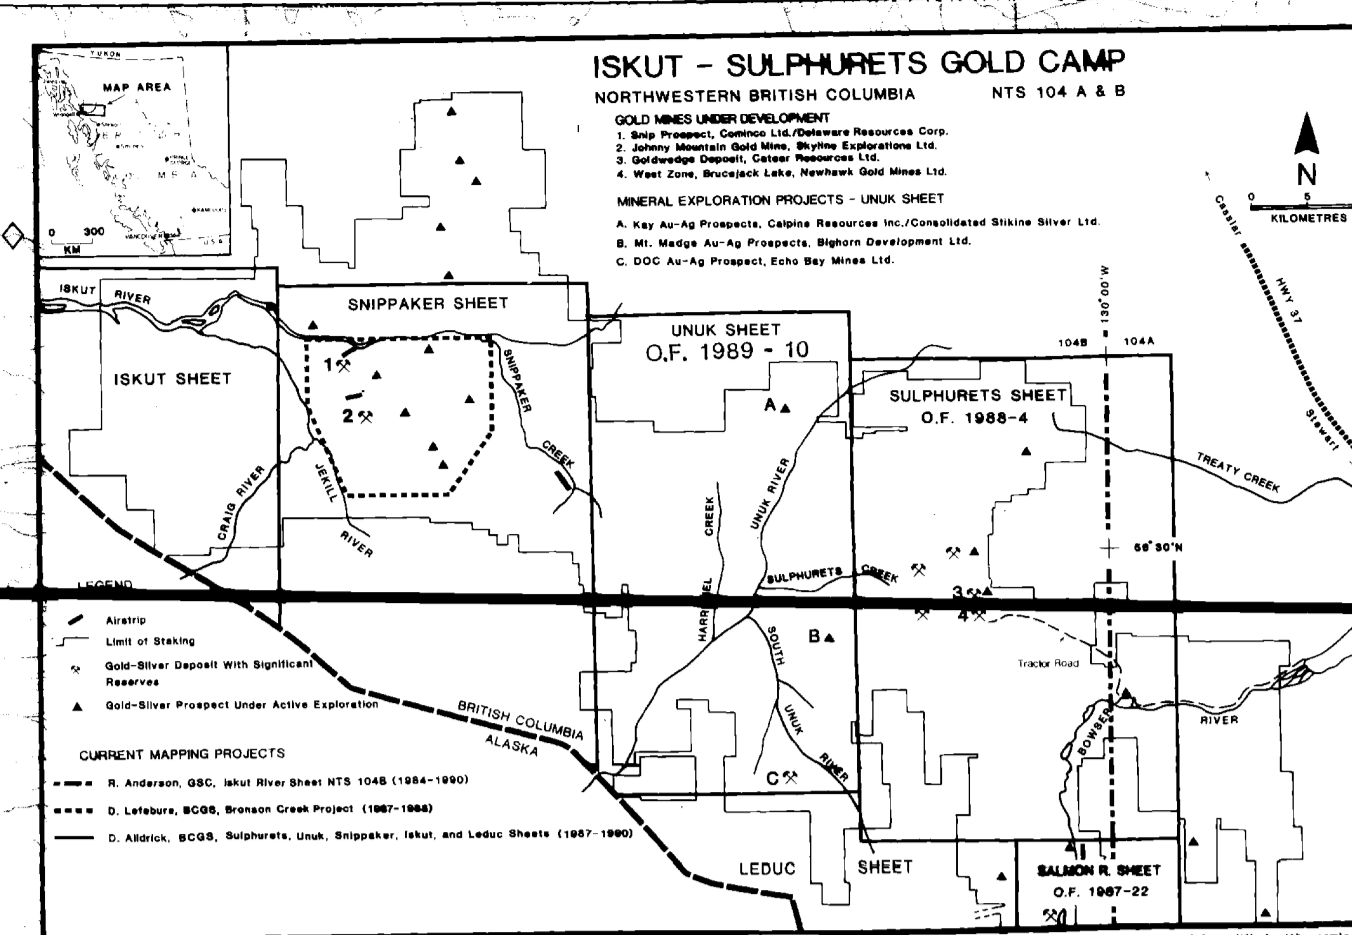 ISKUT - SULPHURETS GOLD CAMP
NORTHWESTERN BRITISH COLUMBIA NTS 104 A & B
GOLD MINES UNDER DEVELOPMENT
1. Snip Prospect, Cominco Ltd./Delaware Resources Corp.
2. Johnny Mountain Gold Mine, Skyline Explorations Ltd.
3. Goldwedge Deposit, Catear Resources Ltd.
4. West Zone, Brucejack Lake, Newhawk Gold Mines Ltd.
MINERAL EXPLORATION PROJECTS - UNUK SHEET
A. Kay Au-Ag Prospects, Calpine Resources Inc./Consolidated Stikine Silver Ltd.
B. Mt. Madge Au-Ag Prospects, Bighorn Development Ltd.
C. DOC Au-Ag Prospect, Echo Bay Mines Ltd.
YUKON
MAP AREA
0 300
KM
VANCOUVER
U.S.A.
N
0 5
KILOMETRES
Cassiar
HWY 37
Stewart
ISKUT RIVER
SNIPPAKER SHEET
UNUK SHEET
O.F. 1989 - 10
130° 00' W
104B 104A
ISKUT SHEET
1
2
SNIPPAKER
CREEK
A
SULPHURETS SHEET
O.F. 1988-4
TREATY CREEK
CRAIG RIVER
JEKILL
RIVER
CREEK
UNUK RIVER
56° 30'N
SULPHURETS CREEK
3
4
LEGEND
Airstrip
Limit of Staking
Gold-Silver Deposit With Significant
Reserves
Gold-Silver Prospect Under Active Exploration
B
SOUTH
UNUK
RIVER
Tractor Road
BOWSER
RIVER
BRITISH COLUMBIA
ALASKA
C
CURRENT MAPPING PROJECTS
R. Anderson, GSC, Iskut River Sheet NTS 104B (1984-1990)
D. Lefebure, BCGS, Bronson Creek Project (1987-1988)
D. Alldrick, BCGS, Sulphurets, Unuk, Snippaker, Iskut, and Leduc Sheets (1987-1990)
LEDUC SHEET
SALMON R. SHEET
O.F. 1987-22